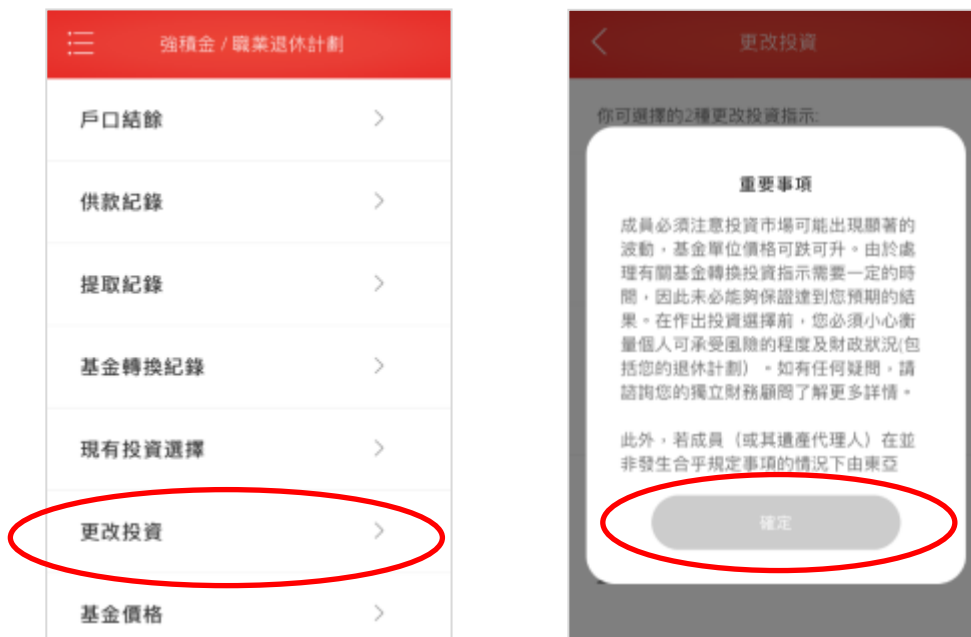 強積金 / 職業退休計劃
戶口結餘
供款紀錄
提取紀錄
基金轉換紀錄
現有投資選擇
更改投資
基金價格
更改投資
你可選擇的2種更改投資指示:
重要事項
成員必須注意投資市場可能出現顯著的
波動，基金單位價格可跌可升。由於處
理有關基金轉換投資指示需要一定的時
間，因此未必能夠保證達到您預期的結
果。在作出投資選擇前，您必須小心衡
量個人可承受風險的程度及財政狀況(包
括您的退休計劃）。如有任何疑問，請
諮詢您的獨立財務顧問了解更多詳情。
此外，若成員（或其遺產代理人）在並
非發生合乎規定事項的情況下由東亞
確定